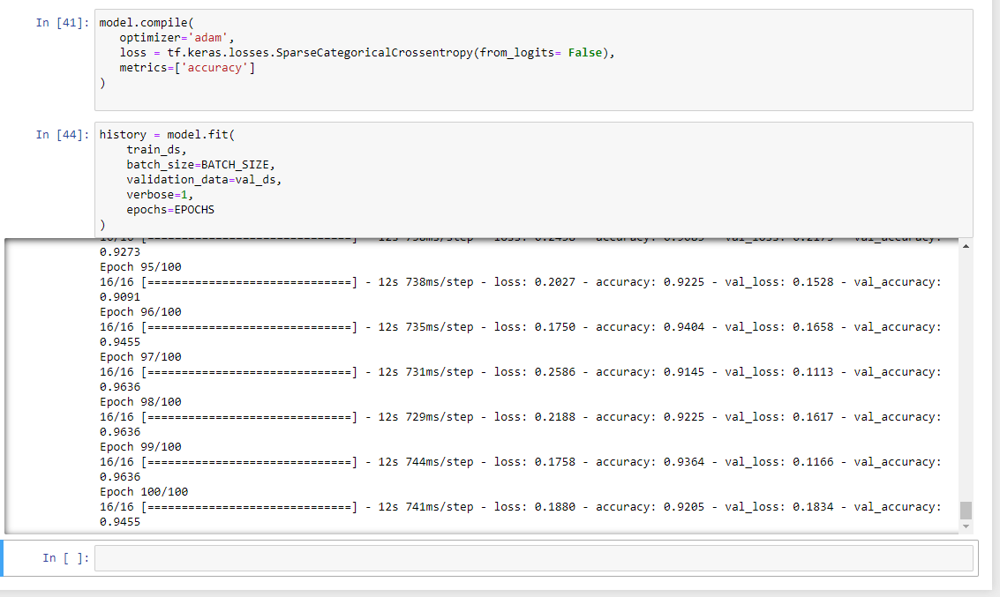 In [41]: model.compile(
optimizer='adam',
loss = tf.keras.losses.SparseCategoricalCrossentropy(from_logits= False),
metrics=['accuracy']
)
In [44]: history = model.fit(
train_ds,
batch_size=BATCH_SIZE,
validation_data=val_ds,
verbose=1,
epochs=EPOCHS
)
0.9273
Epoch 95/100
16/16 [==============================] - 12s 738ms/step - loss: 0.2027 - accuracy: 0.9225 - val_loss: 0.1528 - val_accuracy:
0.9091
Epoch 96/100
16/16 [==============================] - 12s 735ms/step - loss: 0.1750 - accuracy: 0.9404 - val_loss: 0.1658 - val_accuracy:
0.9455
Epoch 97/100
16/16 [==============================] - 12s 731ms/step - loss: 0.2586 - accuracy: 0.9145 - val_loss: 0.1113 - val_accuracy:
0.9636
Epoch 98/100
16/16 [==============================] - 12s 729ms/step - loss: 0.2188 - accuracy: 0.9225 - val_loss: 0.1617 - val_accuracy:
0.9636
Epoch 99/100
16/16 [==============================] - 12s 744ms/step - loss: 0.1758 - accuracy: 0.9364 - val_loss: 0.1166 - val_accuracy:
0.9636
Epoch 100/100
16/16 [==============================] - 12s 741ms/step - loss: 0.1880 - accuracy: 0.9205 - val_loss: 0.1834 - val_accuracy:
0.9455
In [ ]: